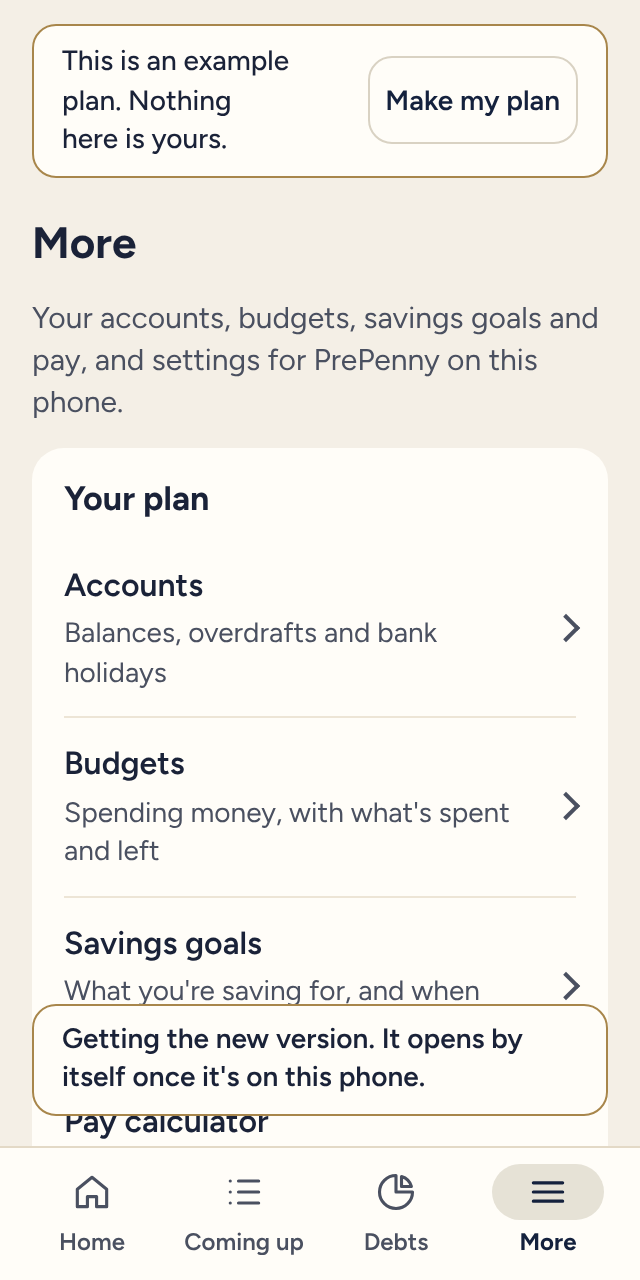 This is an example
plan. Nothing
here is yours.
Make my plan
More
Your accounts, budgets, savings goals and
pay, and settings for PrePenny on this
phone.
Your plan
Accounts
Balances, overdrafts and bank
holidays
Budgets
Spending money, with what's spent
and left
Savings goals
What you're saving for, and when
Getting the new version. It opens by
itself once it's on this phone.
Pay calculator
Home
Coming up
Debts
More